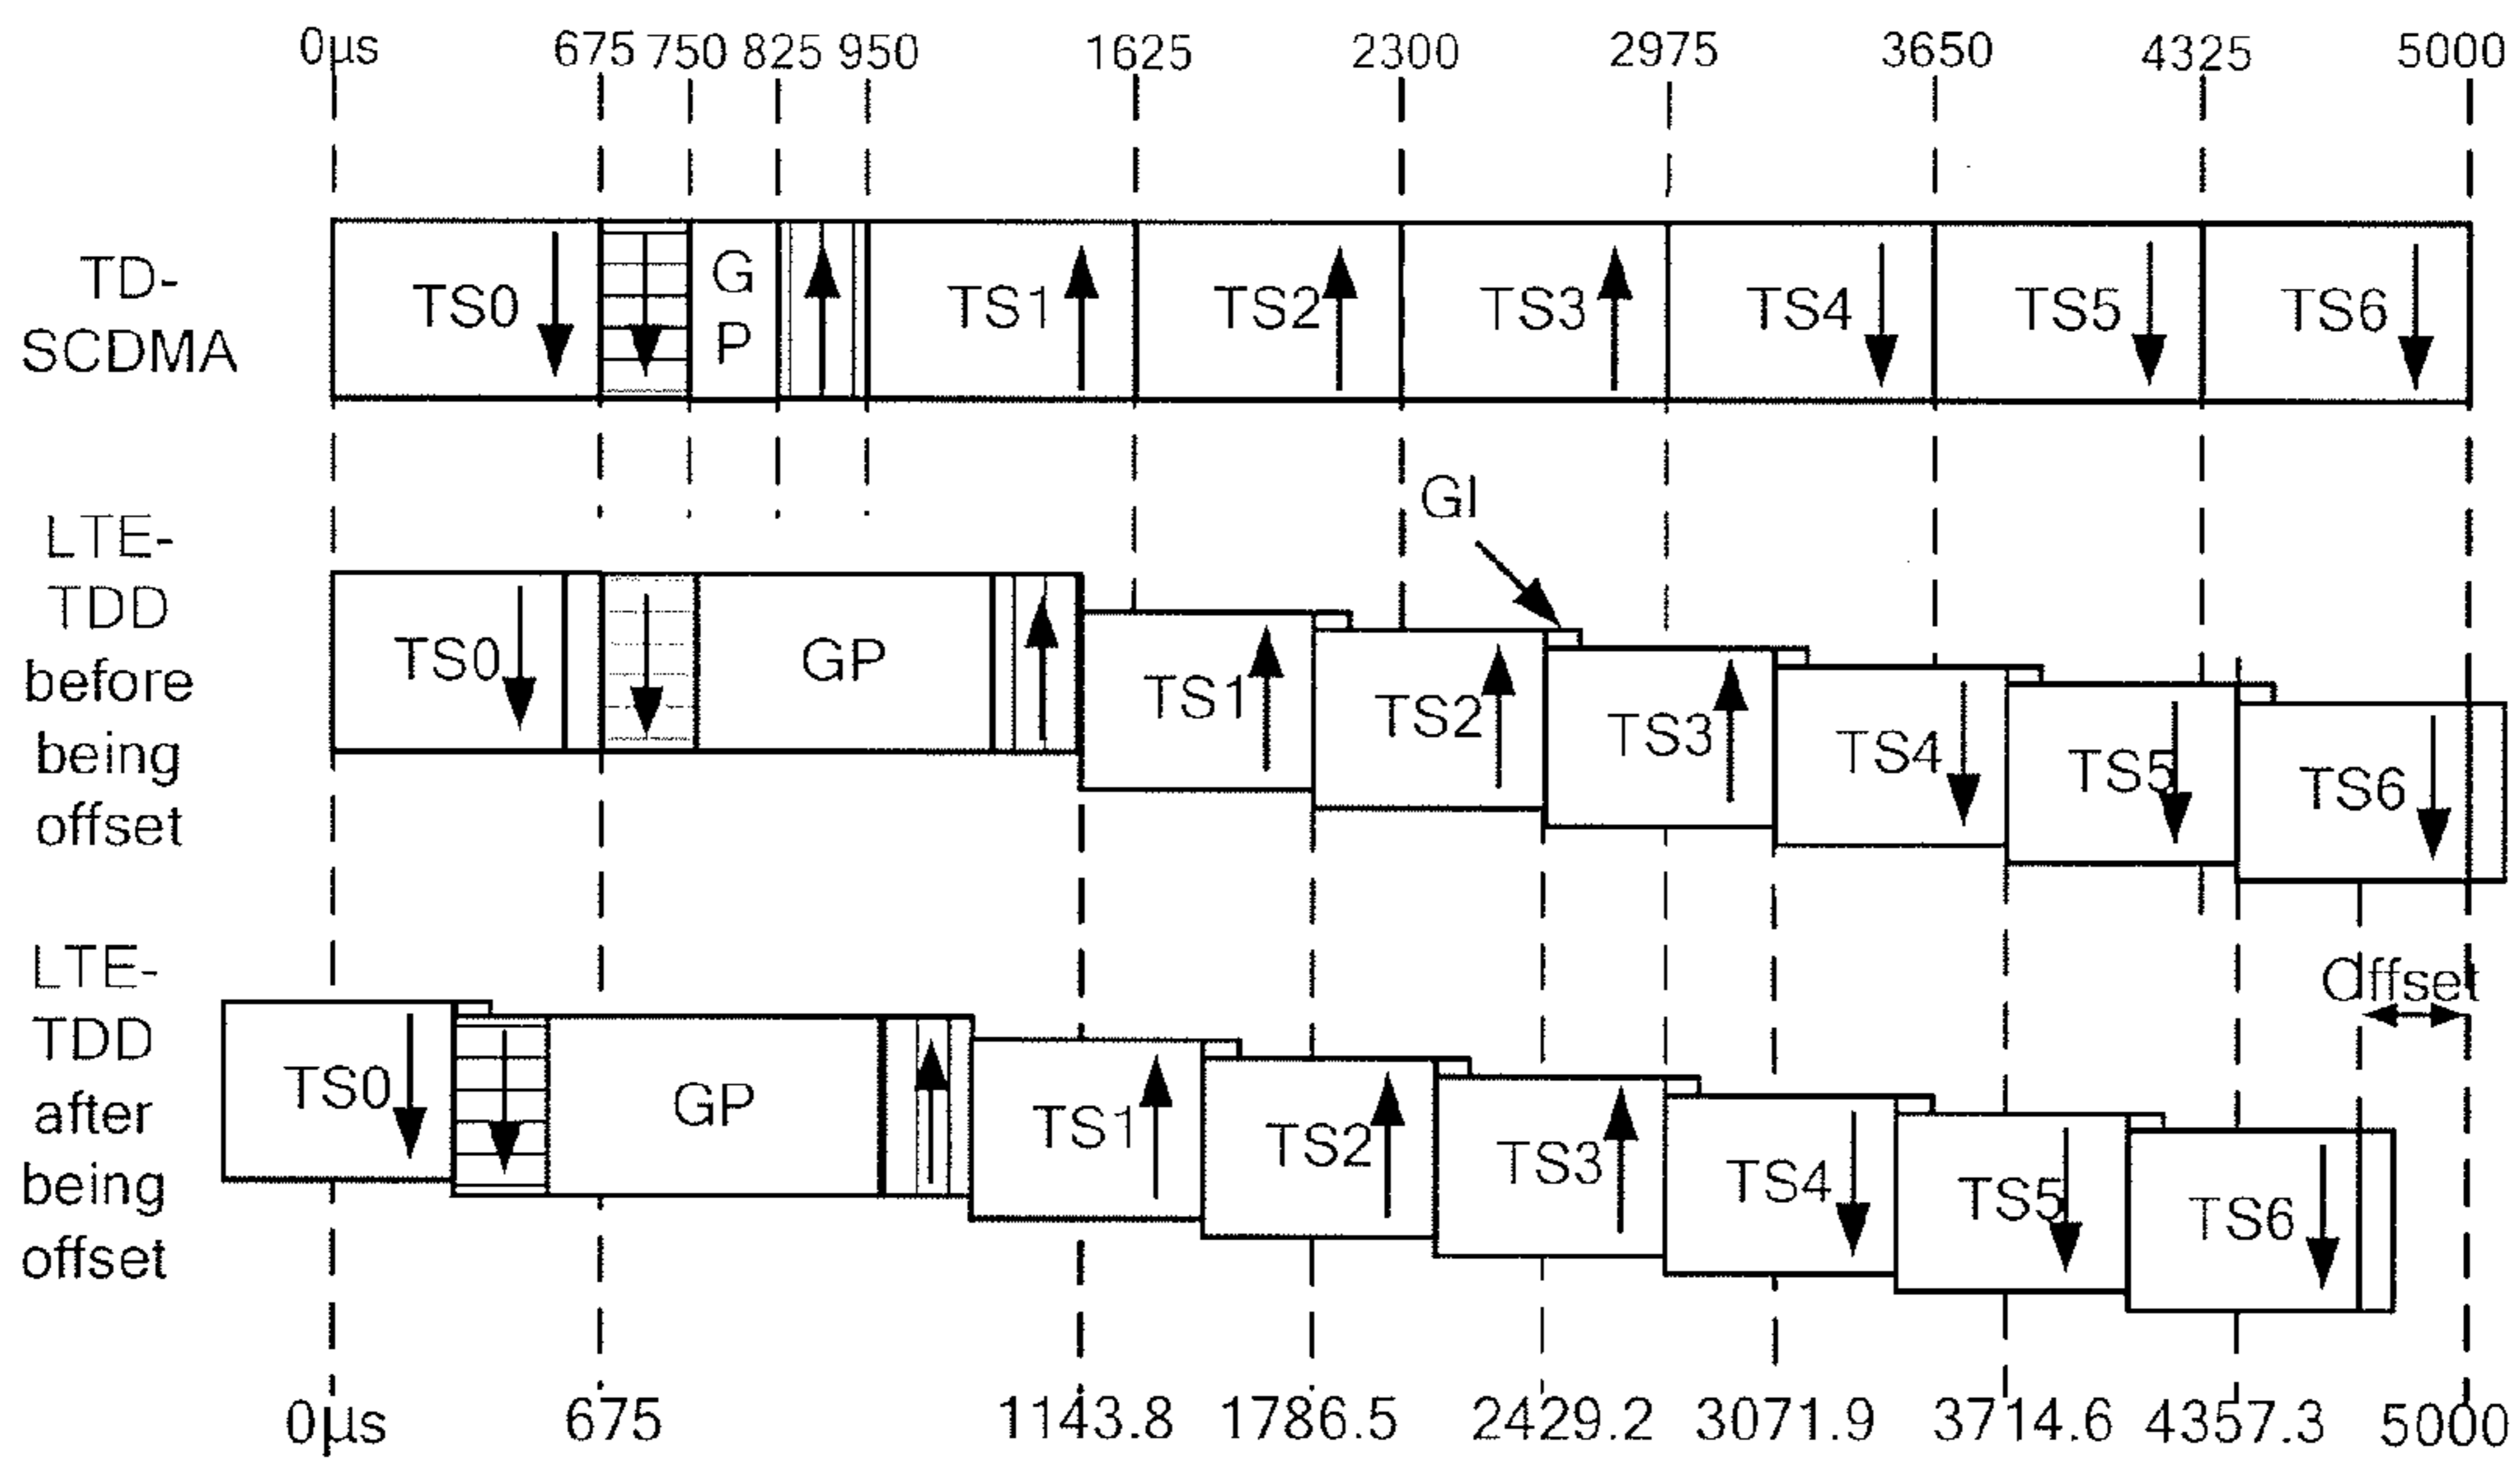 0µs 675 750 825 950 1625 2300 2975 3650 4325 5000
TD-
SCDMA
TS0 G
P TS1 TS2 TS3 TS4 TS5 TS6
GI
LTE-
TDD
before
being
offset
TS0 GP TS1 TS2 TS3 TS4 TS5 TS6
Offset
LTE-
TDD
after
being
offset
TS0 GP TS1 TS2 TS3 TS4 TS5 TS6
0µs 675 1143.8 1786.5 2429.2 3071.9 3714.6 4357.3 5000